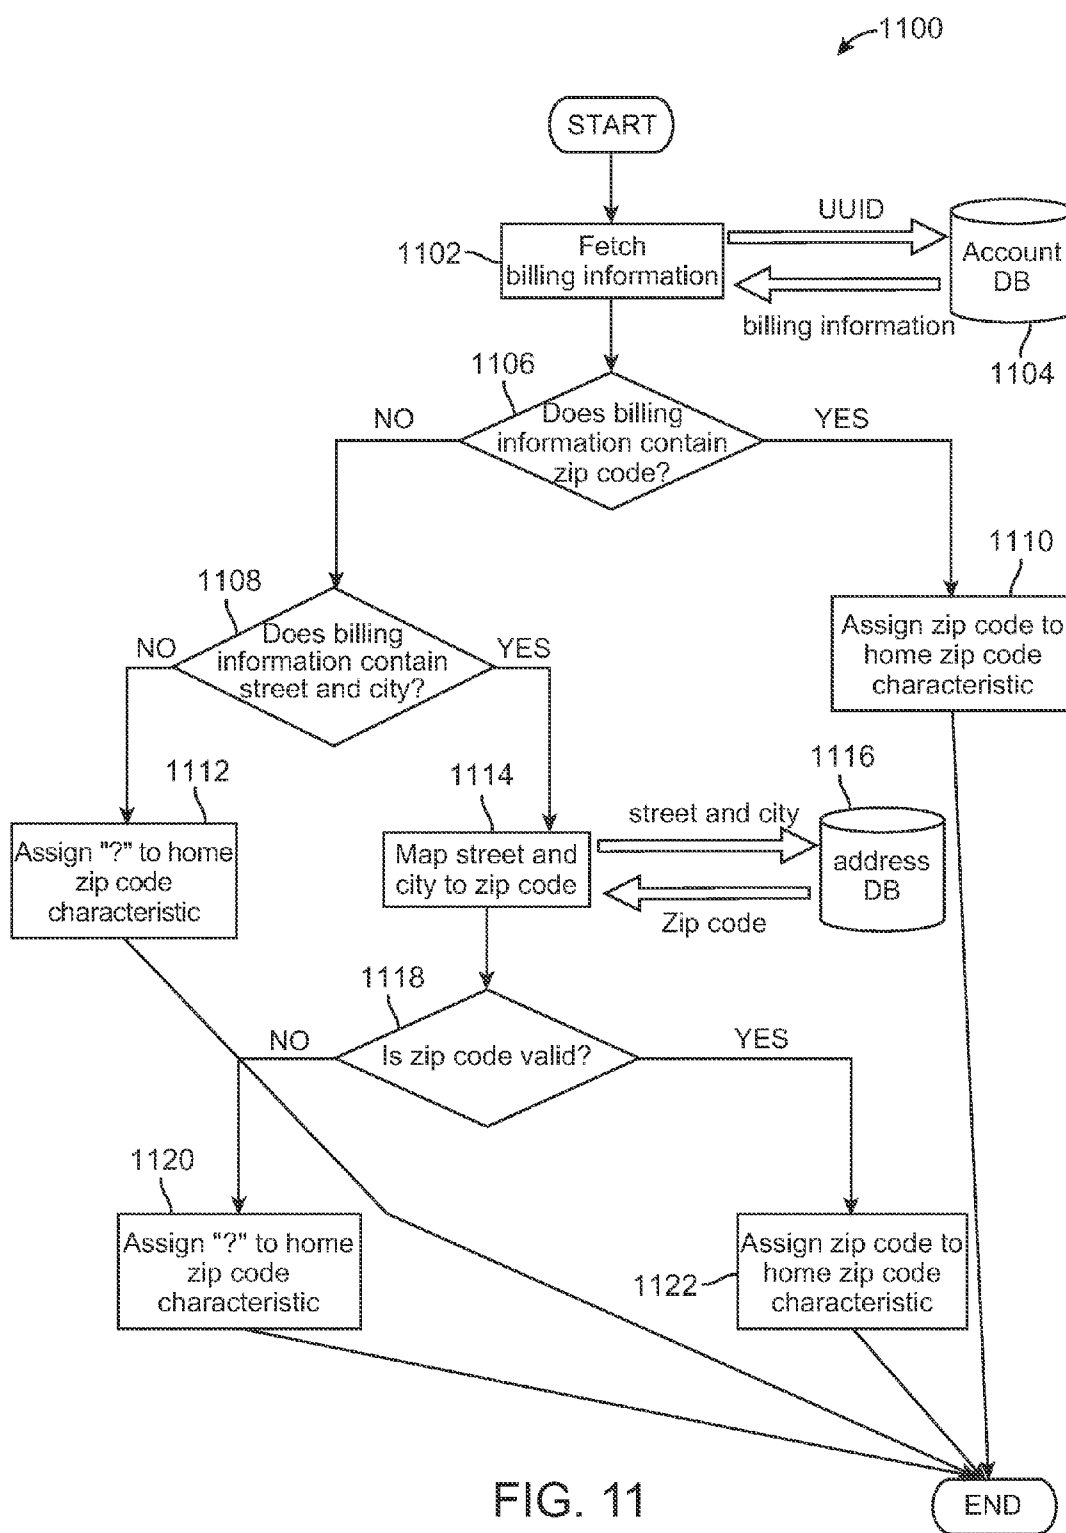 1100
START
UUID
1102
Fetch
billing information
Account
DB
billing information
1104
1106
NO
Does billing
information contain
zip code?
YES
1110
1108
NO
Does billing
information contain
street and city?
YES
Assign zip code to
home zip code
characteristic
1112
1114
1116
street and city
Assign "?" to home
zip code
characteristic
Map street and
city to zip code
address
DB
Zip code
1118
NO
Is zip code valid?
YES
1120
Assign "?" to home
zip code
characteristic
1122
Assign zip code to
home zip code
characteristic
FIG. 11
END